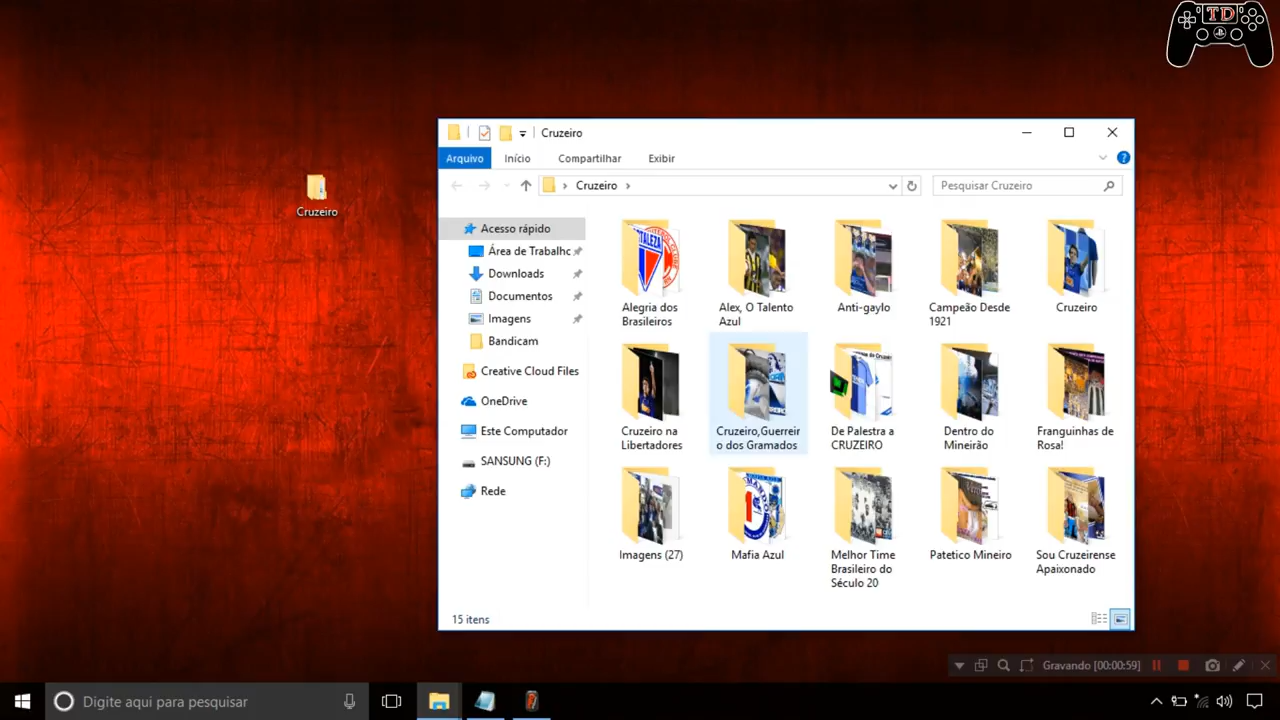 TD
Cruzeiro
Arquivo
Início
Compartilhar
Exibir
Cruzeiro
Pesquisar Cruzeiro
Cruzeiro
Acesso rápido
Área de Trabalhc
Downloads
Documentos
Imagens
Bandicam
Creative Cloud Files
OneDrive
Este Computador
SANSUNG (F:)
Rede
Alegria dos
Brasileiros
Alex, O Talento
Azul
Anti-gaylo
Campeão Desde
1921
Cruzeiro
Cruzeiro na
Libertadores
Cruzeiro,Guerreir
o dos Gramados
De Palestra a
CRUZEIRO
Dentro do
Mineirão
Franguinhas de
Rosa!
Imagens (27)
Mafia Azul
Melhor Time
Brasileiro do
Século 20
Patetico Mineiro
Sou Cruzeirense
Apaixonado
15 itens
Gravando [00:00:59]
Digite aqui para pesquisar